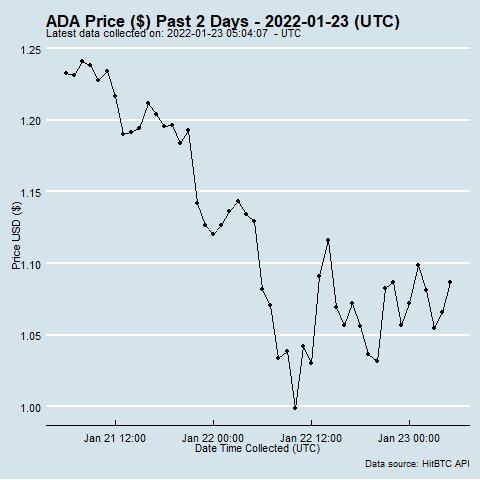 ADA Price ($) Past 2 Days - 2022-01-23 (UTC)
Latest data collected on: 2022-01-23 05:04:07  - UTC
1.25
1.20
1.15
1.10
1.05
1.00
Price USD ($)
Jan 21 12:00
Jan 22 00:00
Jan 22 12:00
Jan 23 00:00
Date Time Collected (UTC)
Data source: HitBTC API